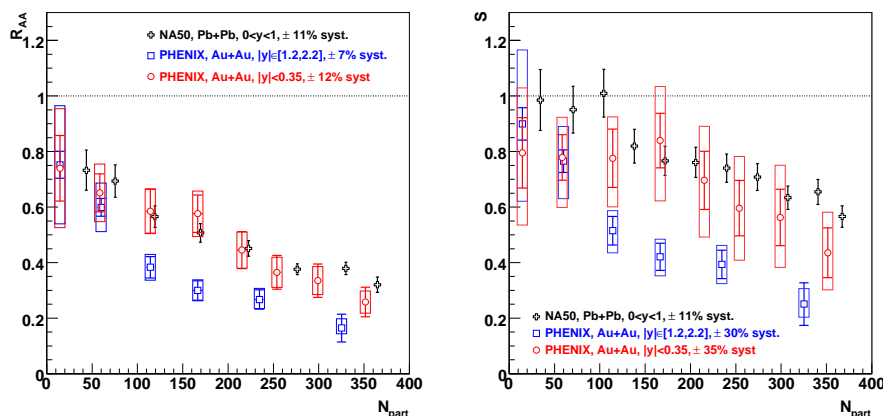 R_AA
NA50, Pb+Pb, 0<y<1, ± 11% syst.
PHENIX, Au+Au, |y|∈[1.2,2.2], ± 7% syst.
PHENIX, Au+Au, |y|<0.35, ± 12% syst
1.2
1
0.8
0.6
0.4
0.2
0
0 50 100 150 200 250 300 350 400
N_part
S
1.2
1
0.8
0.6
0.4
0.2
0
NA50, Pb+Pb, 0<y<1, ± 11% syst.
PHENIX, Au+Au, |y|∈[1.2,2.2], ± 30% syst.
PHENIX, Au+Au, |y|<0.35, ± 35% syst
0 50 100 150 200 250 300 350 400
N_part